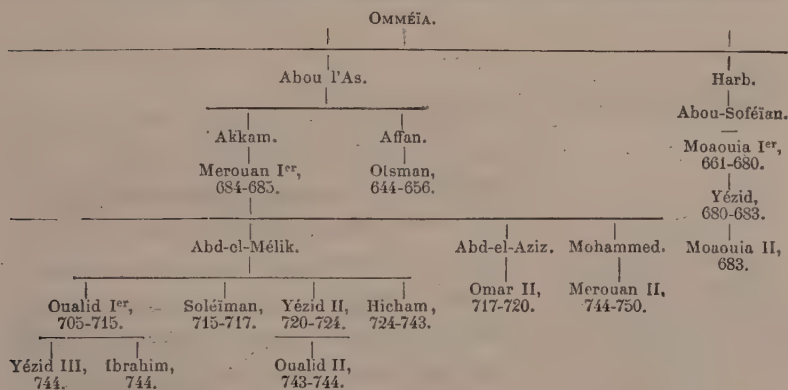 OMMÉÏA.
Abou l'As.
Harb.
Abou-Soféïan.
Akkam.
Affan.
Moaouia Ier,
661-680.
Merouan Ier,
684-685.
Otsman,
644-656.
Yézid,
680-683.
Abd-el-Mélik.
Abd-el-Aziz.
Mohammed.
Moaouia II,
683.
Oualid Ier,
705-715.
Soléïman,
715-717.
Yézid II,
720-724.
Hicham,
724-743.
Omar II,
717-720.
Merouan II,
744-750.
Yézid III,
744.
Ibrahim,
744.
Oualid II,
743-744.